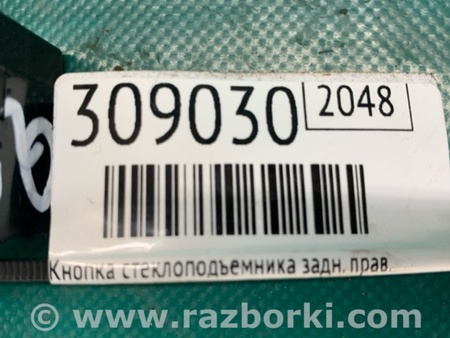 309030 2048
Кнопка стеклоподъемника задн. прав.
www.razborki.com